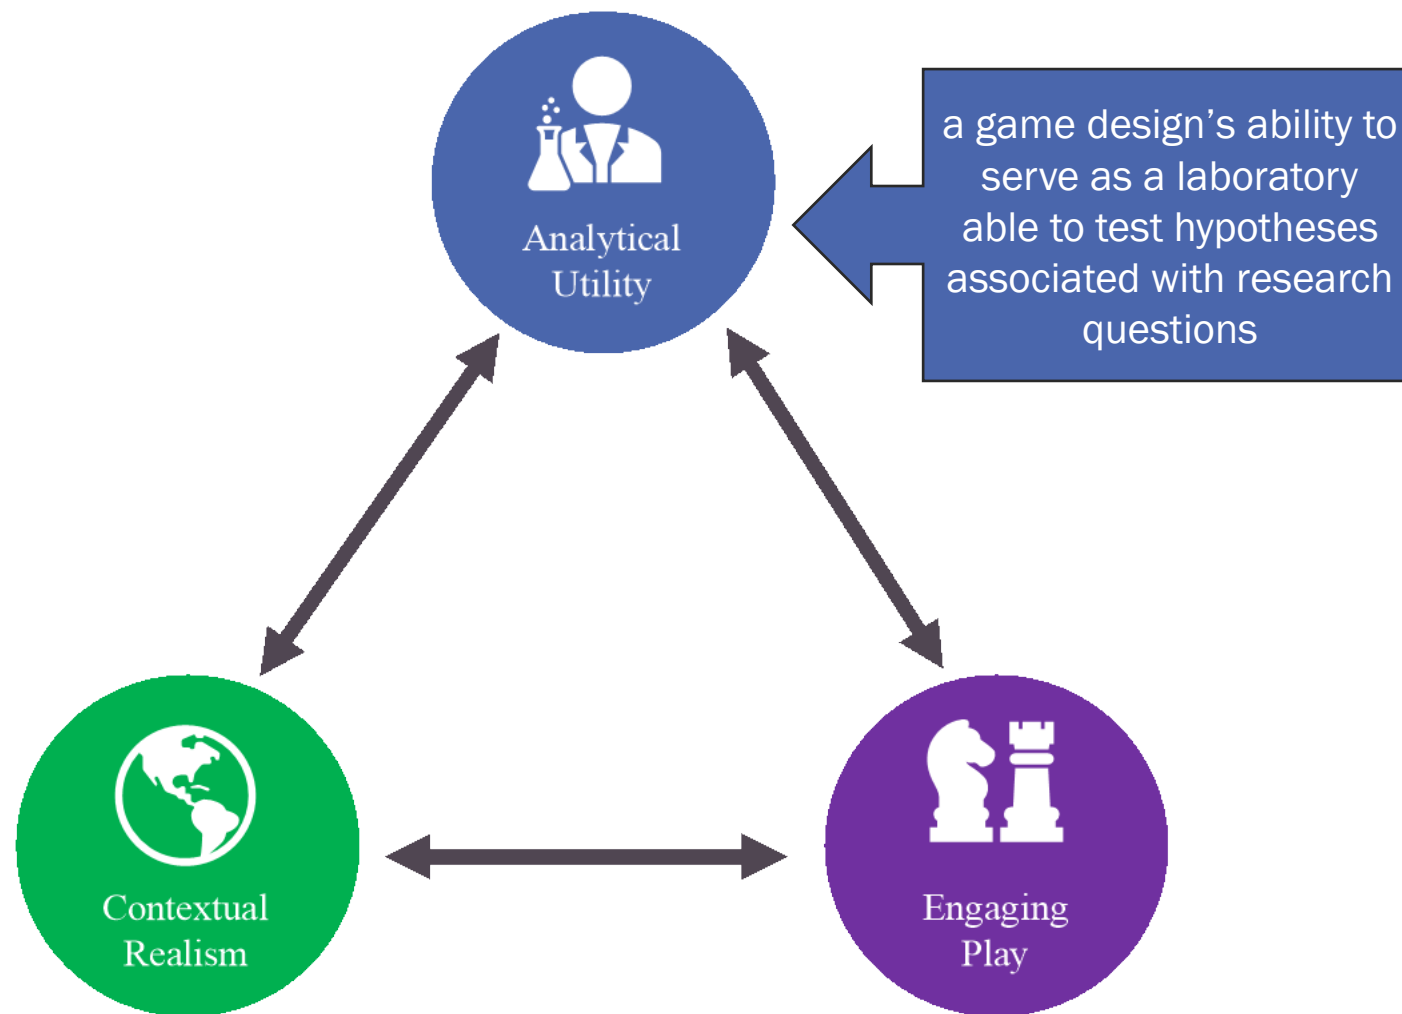 Analytical
Utility
a game design’s ability to
serve as a laboratory
able to test hypotheses
associated with research
questions
Contextual
Realism
Engaging
Play